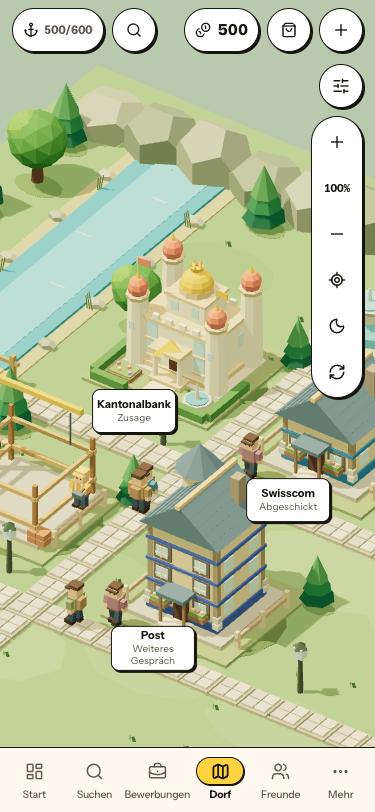 500/600
500
100%
Kantonalbank
Zusage
Swisscom
Abgeschickt
Post
Weiteres
Gespräch
Start
Suchen
Bewerbungen
Dorf
Freunde
Mehr